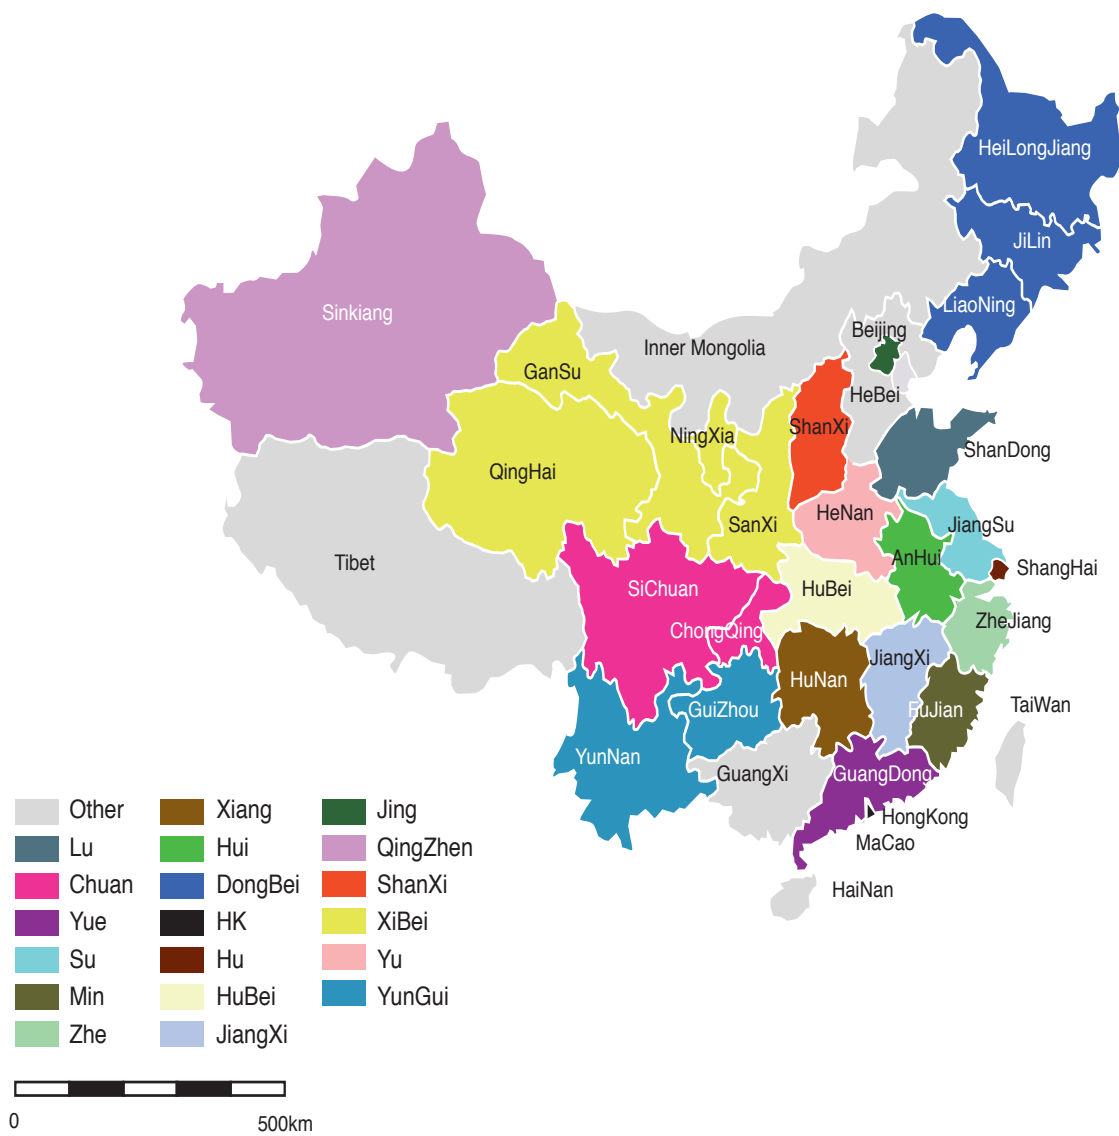 HeiLongJiang
JiLin
LiaoNing
Sinkiang
Beijing
Inner Mongolia
GanSu
HeBei
ShanXi
NingXia
ShanDong
QingHai
HeNan
SanXi
JiangSu
AnHui
Tibet
ShangHai
SiChuan
HuBei
ZheJiang
ChongQing
JiangXi
HuNan
TaiWan
GuiZhou
FuJian
YunNan
GuangXi
GuangDong
HongKong
MaCao
HaiNan
Other
Lu
Chuan
Yue
Su
Min
Zhe
Xiang
Hui
DongBei
HK
Hu
HuBei
JiangXi
Jing
QingZhen
ShanXi
XiBei
Yu
YunGui
0
500km